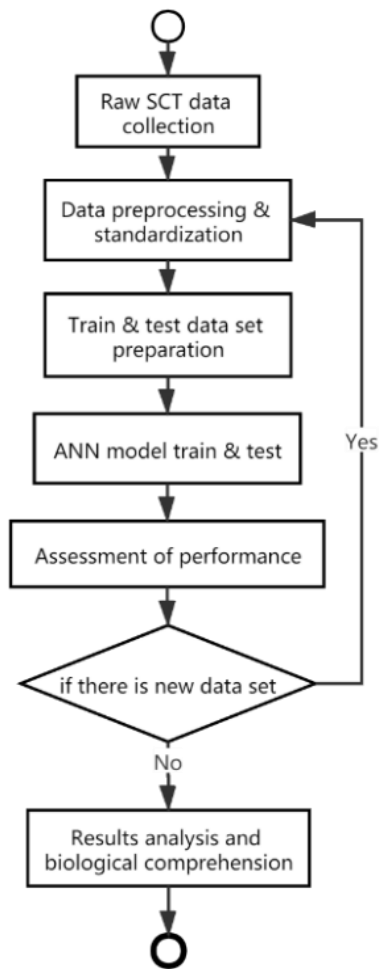 Raw SCT data
collection
Data preprocessing &
standardization
Train & test data set
preparation
ANN model train & test
Yes
Assessment of performance
if there is new data set
No
Results analysis and
biological comprehension